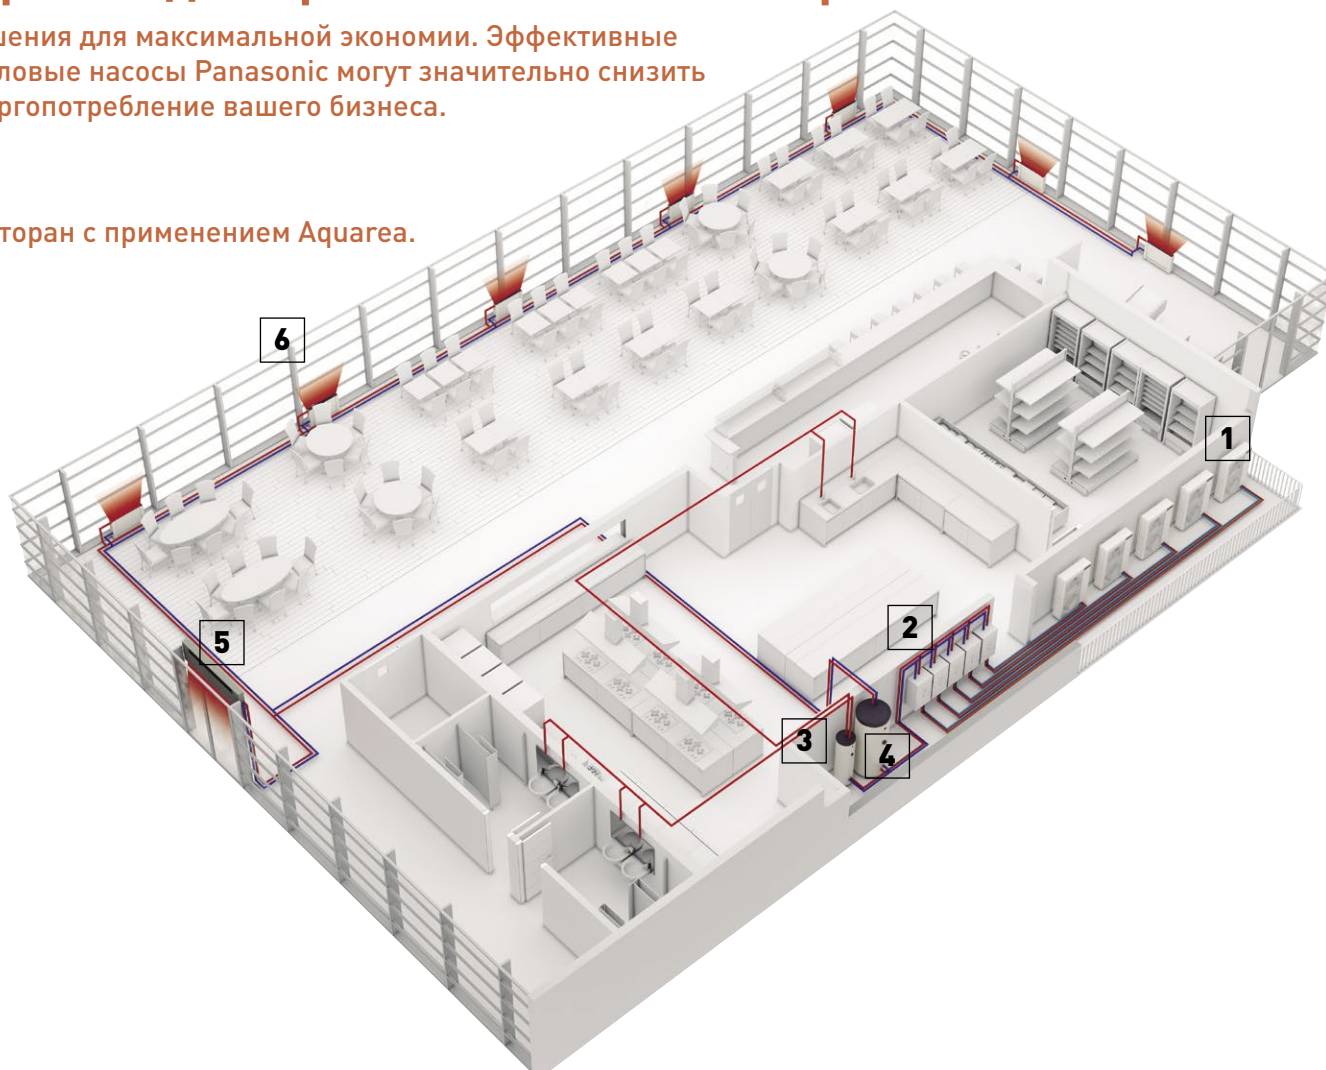 шения для максимальной экономии. Эффективные
ловые насосы Panasonic могут значительно снизить
ргопотребление вашего бизнеса.
торан с применением Aquarea.
6
1
2
5
3
4